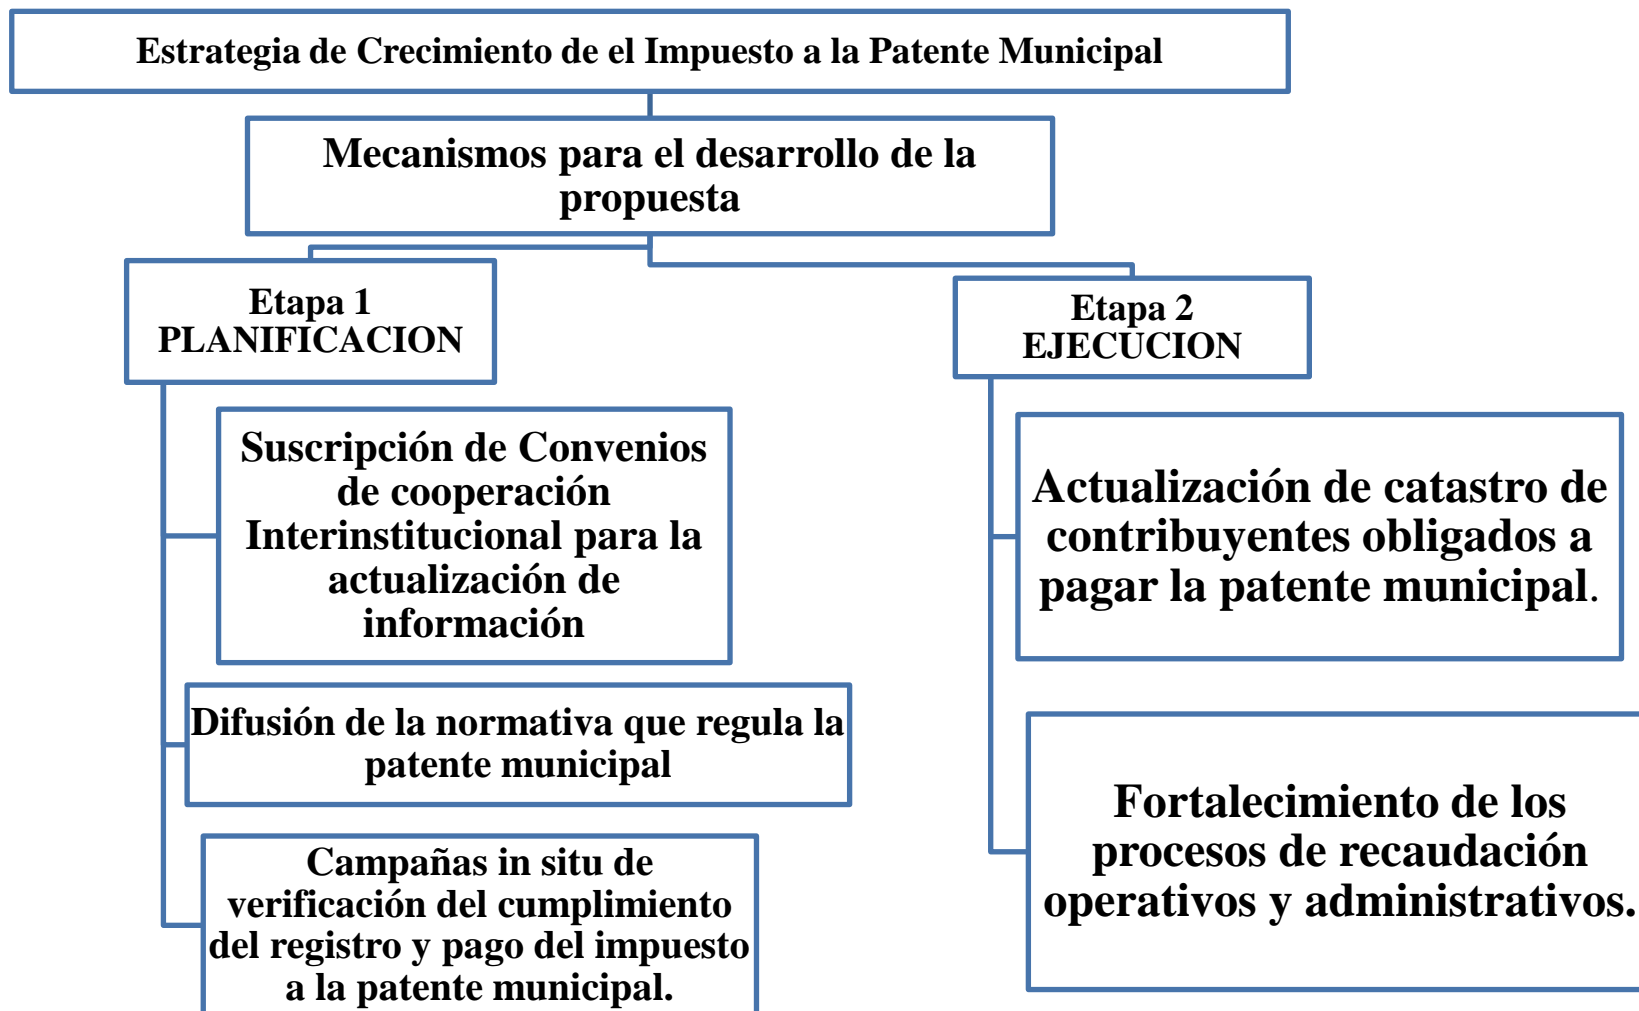 Estrategia de Crecimiento de el Impuesto a la Patente Municipal
Mecanismos para el desarrollo de la
propuesta
Etapa 1
PLANIFICACION
Suscripción de Convenios
de cooperación
Interinstitucional para la
actualización de
información
Difusión de la normativa que regula la
patente municipal
Campañas in situ de
verificación del cumplimiento
del registro y pago del impuesto
a la patente municipal.
Etapa 2
EJECUCION
Actualización de catastro de
contribuyentes obligados a
pagar la patente municipal.
Fortalecimiento de los
procesos de recaudación
operativos y administrativos.